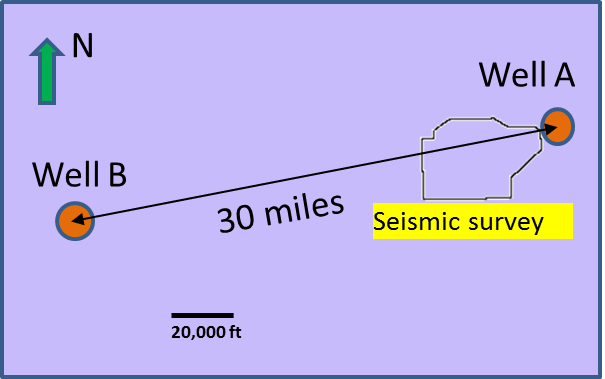 N
Well A
Well B
30 miles
Seismic survey
20,000 ft